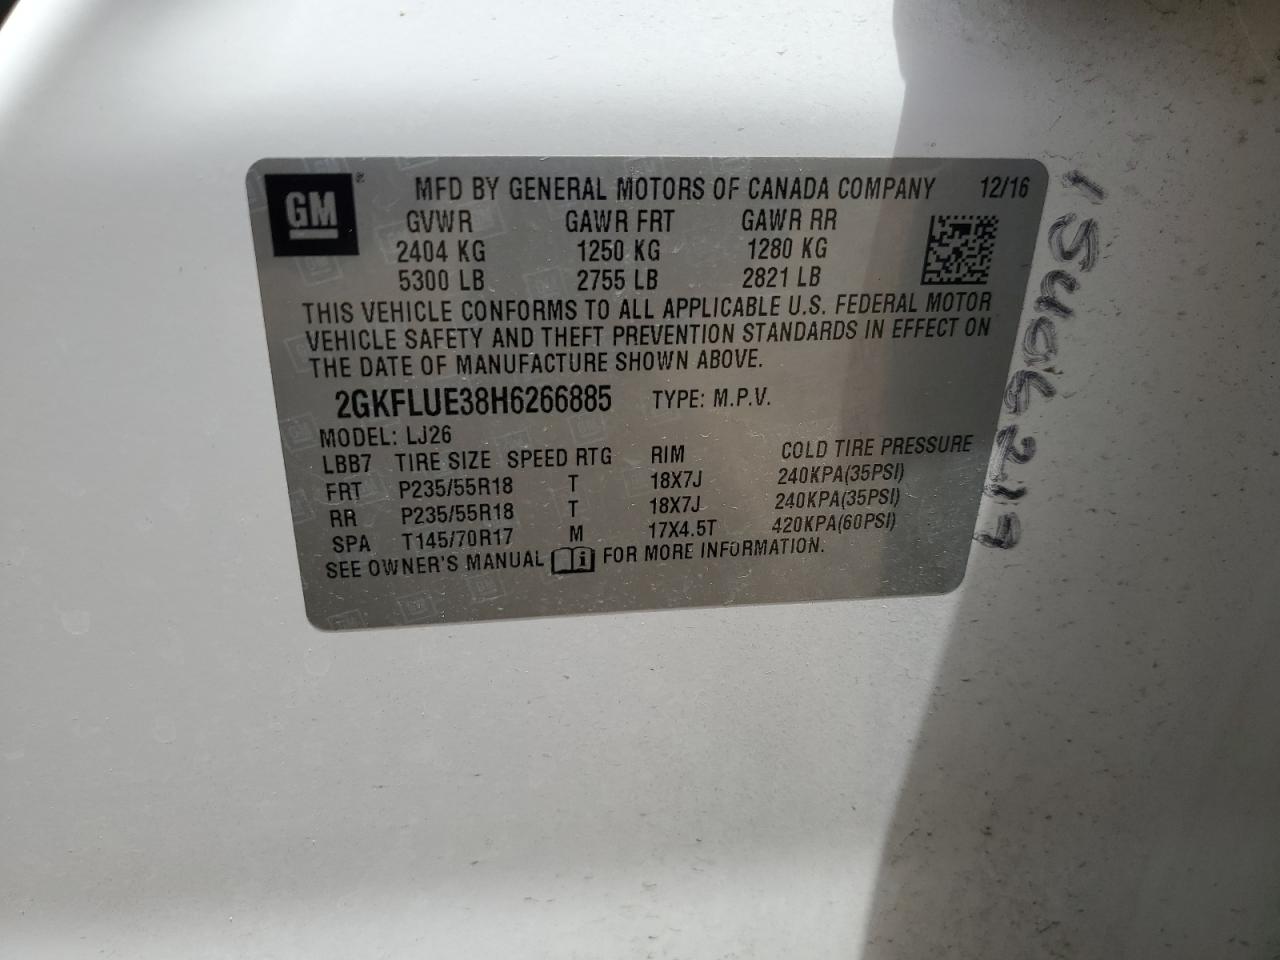 GM ®
MFD BY GENERAL MOTORS OF CANADA COMPANY 12/16
GVWR GAWR FRT GAWR RR
2404 KG 1250 KG 1280 KG
5300 LB 2755 LB 2821 LB
THIS VEHICLE CONFORMS TO ALL APPLICABLE U.S. FEDERAL MOTOR
VEHICLE SAFETY AND THEFT PREVENTION STANDARDS IN EFFECT ON
THE DATE OF MANUFACTURE SHOWN ABOVE.
2GKFLUE38H6266885 TYPE: M.P.V.
MODEL: LJ26
LBB7 TIRE SIZE SPEED RTG RIM COLD TIRE PRESSURE
FRT P235/55R18 T 18X7J 240KPA(35PSI)
RR P235/55R18 T 18X7J 240KPA(35PSI)
SPA T145/70R17 M 17X4.5T 420KPA(60PSI)
SEE OWNER'S MANUAL i FOR MORE INFORMATION.